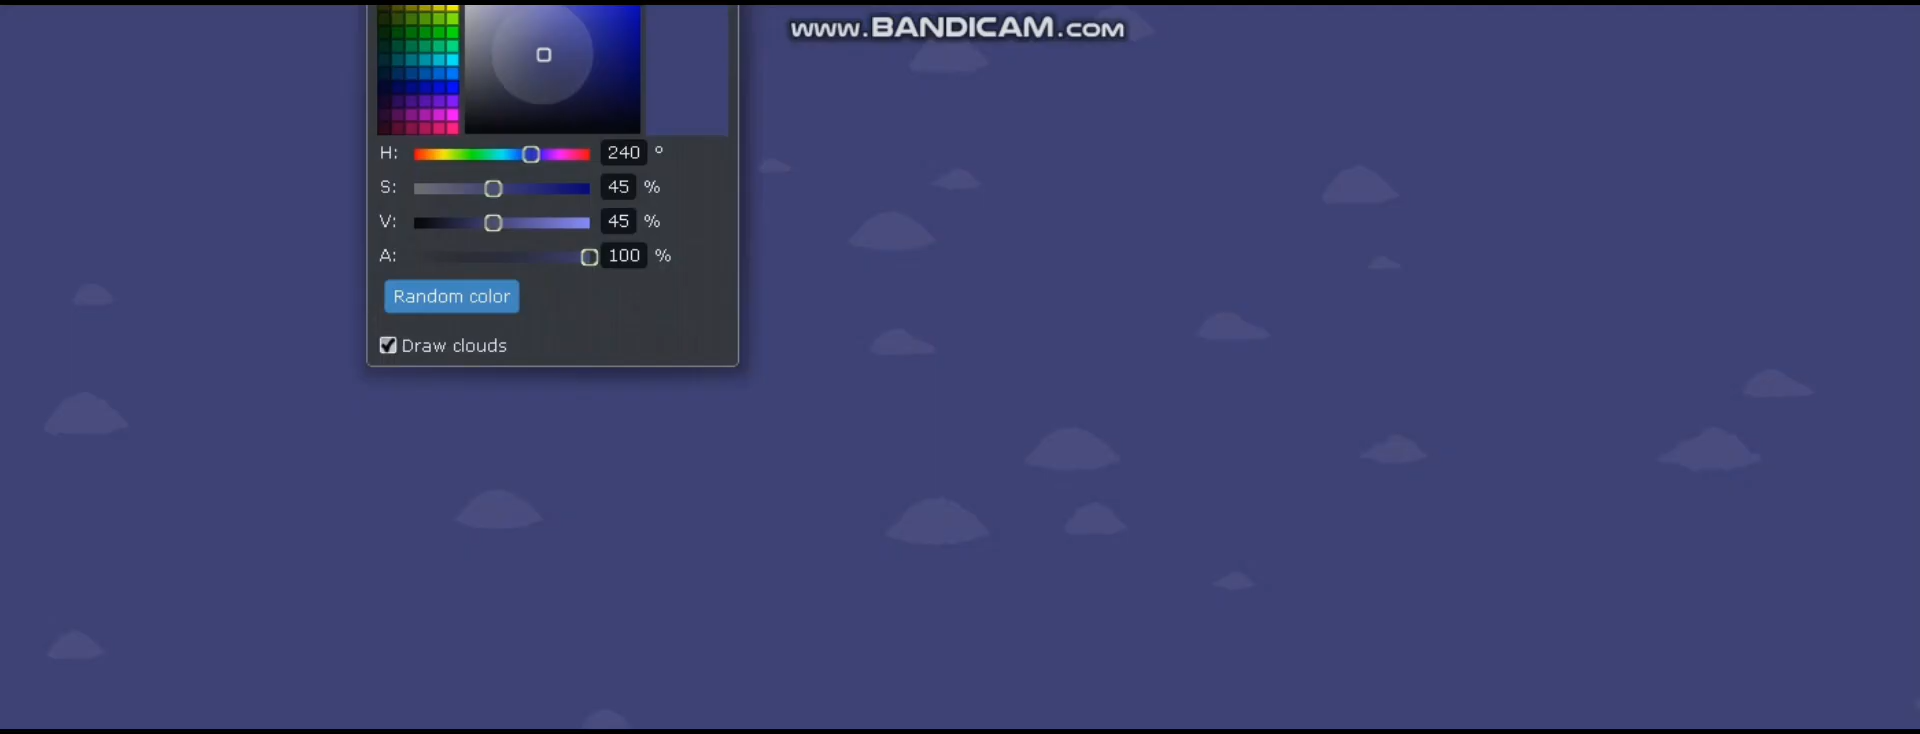 www.BANDICAM.com
H: 240 °
S: 45 %
V: 45 %
A: 100 %
Random color
Draw clouds